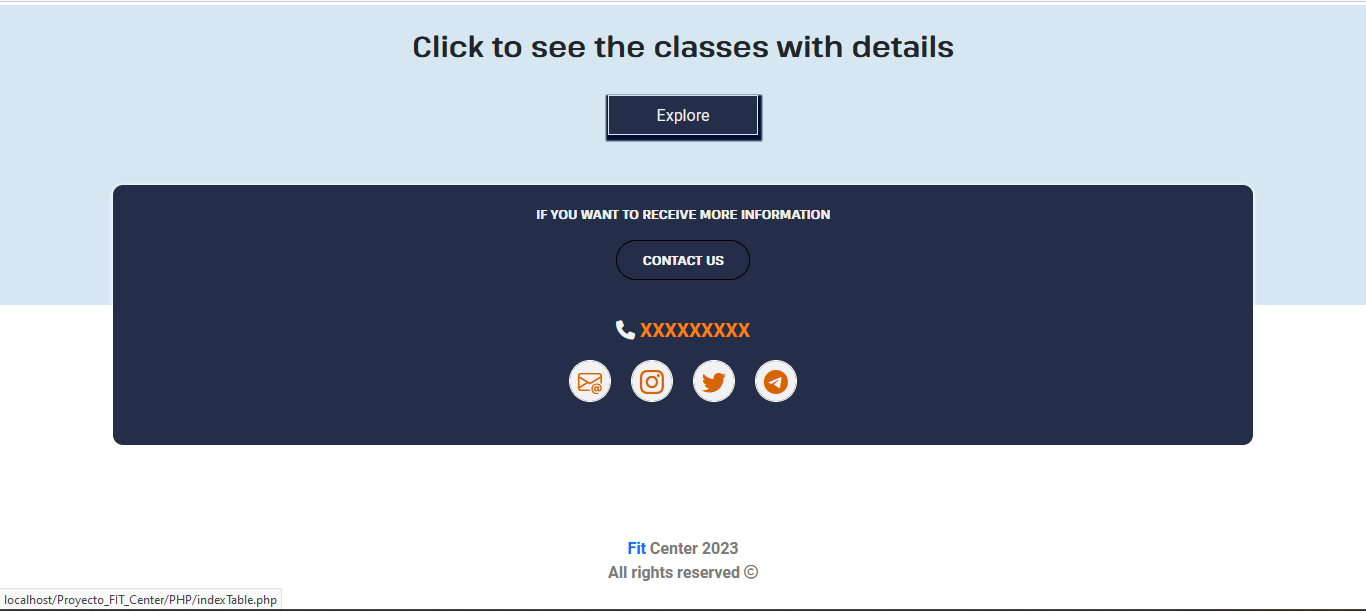 Click to see the classes with details
Explore
IF YOU WANT TO RECEIVE MORE INFORMATION
CONTACT US
XXXXXXXXX
Fit Center 2023
All rights reserved ©
localhost/Proyecto_FIT_Center/PHP/indexTable.php